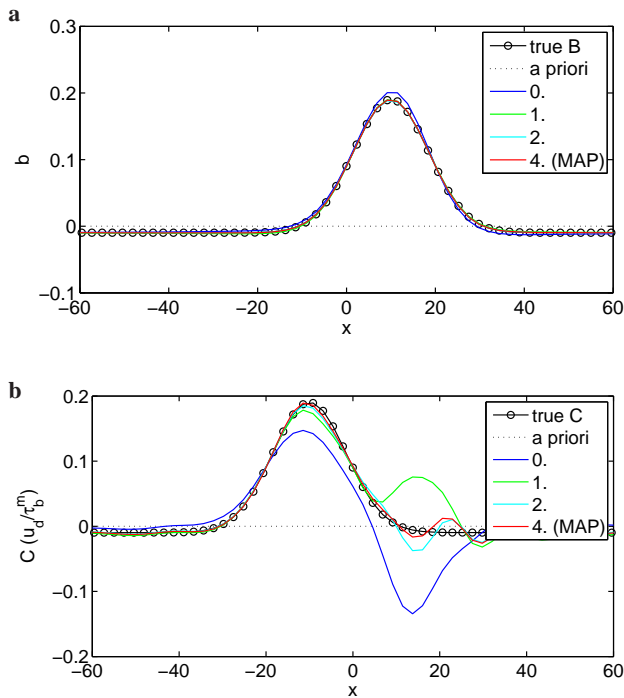 a
0.3
0.2
0.1
0
−0.1
b
−60
−40
−20
0
20
40
60
x
true B
a priori
0.
1.
2.
4. (MAP)
b
0.2
0.1
0
−0.1
−0.2
C (u_d/τ_b^m)
−60
−40
−20
0
20
40
60
x
true C
a priori
0.
1.
2.
4. (MAP)